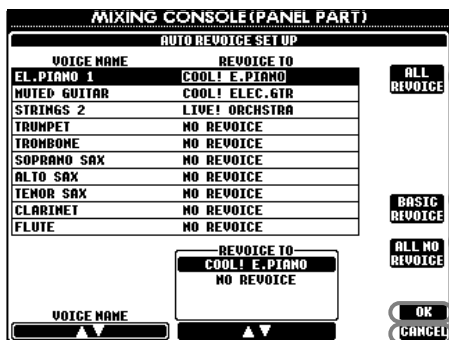 MIXING CONSOLE(PANEL PART)
AUTO REVOICE SET UP
VOICE NAME REVOICE TO
EL.PIANO 1 COOL! E.PIANO
MUTED GUITAR COOL! ELEC.GTR
STRINGS 2 LIVE! ORCHSTRA
TRUMPET NO REVOICE
TROMBONE NO REVOICE
SOPRANO SAX NO REVOICE
ALTO SAX NO REVOICE
TENOR SAX NO REVOICE
CLARINET NO REVOICE
FLUTE NO REVOICE
ALL
REVOICE
BASIC
REVOICE
ALL NO
REVOICE
REVOICE TO
COOL! E.PIANO
NO REVOICE
VOICE NAME
OK
CANCEL